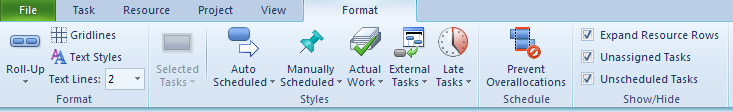 File Task Resource Project View Format
Roll-Up
Gridlines
Text Styles
Text Lines: 2
Format
Selected
Tasks
Auto
Scheduled
Manually
Scheduled
Actual
Work
External
Tasks
Late
Tasks
Styles
Prevent
Overallocations
Schedule
Expand Resource Rows
Unassigned Tasks
Unscheduled Tasks
Show/Hide